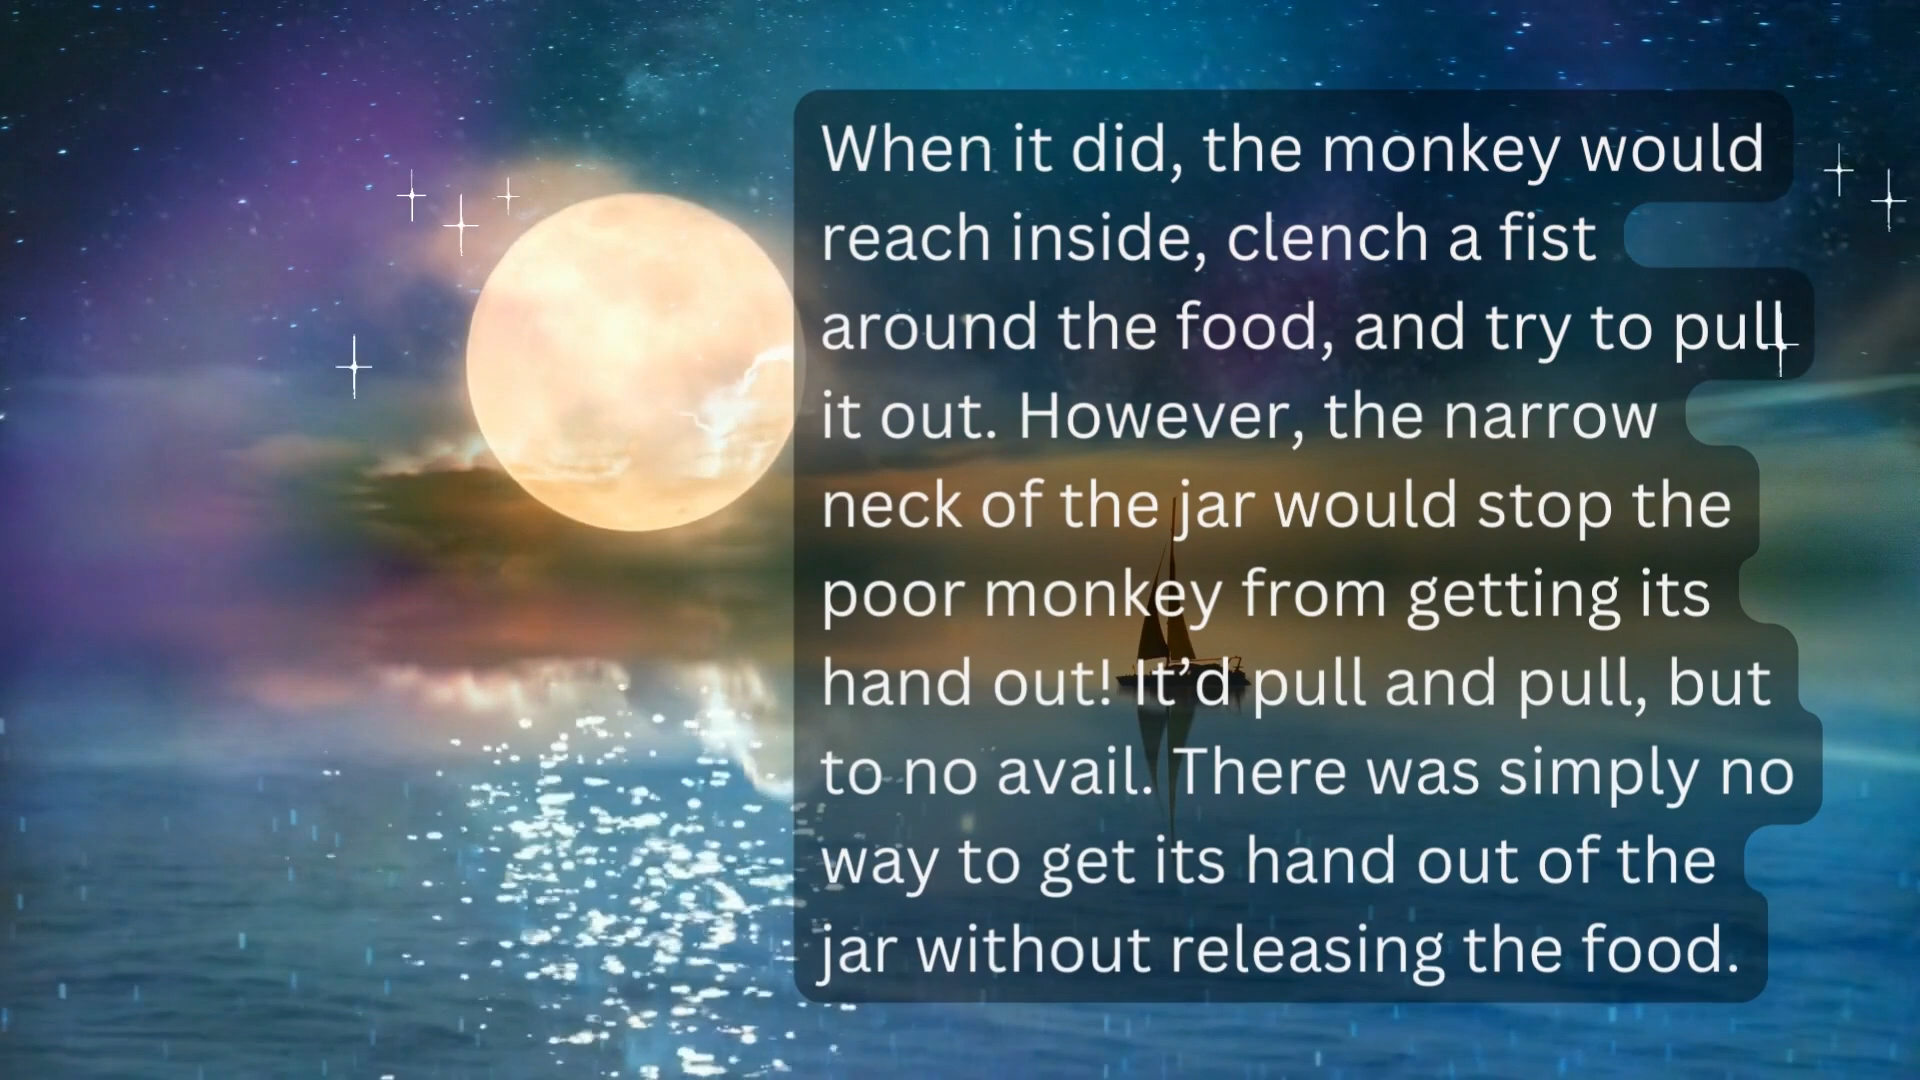 When it did, the monkey would
reach inside, clench a fist
around the food, and try to pull
it out. However, the narrow
neck of the jar would stop the
poor monkey from getting its
hand out! It’d pull and pull, but
to no avail. There was simply no
way to get its hand out of the
jar without releasing the food.